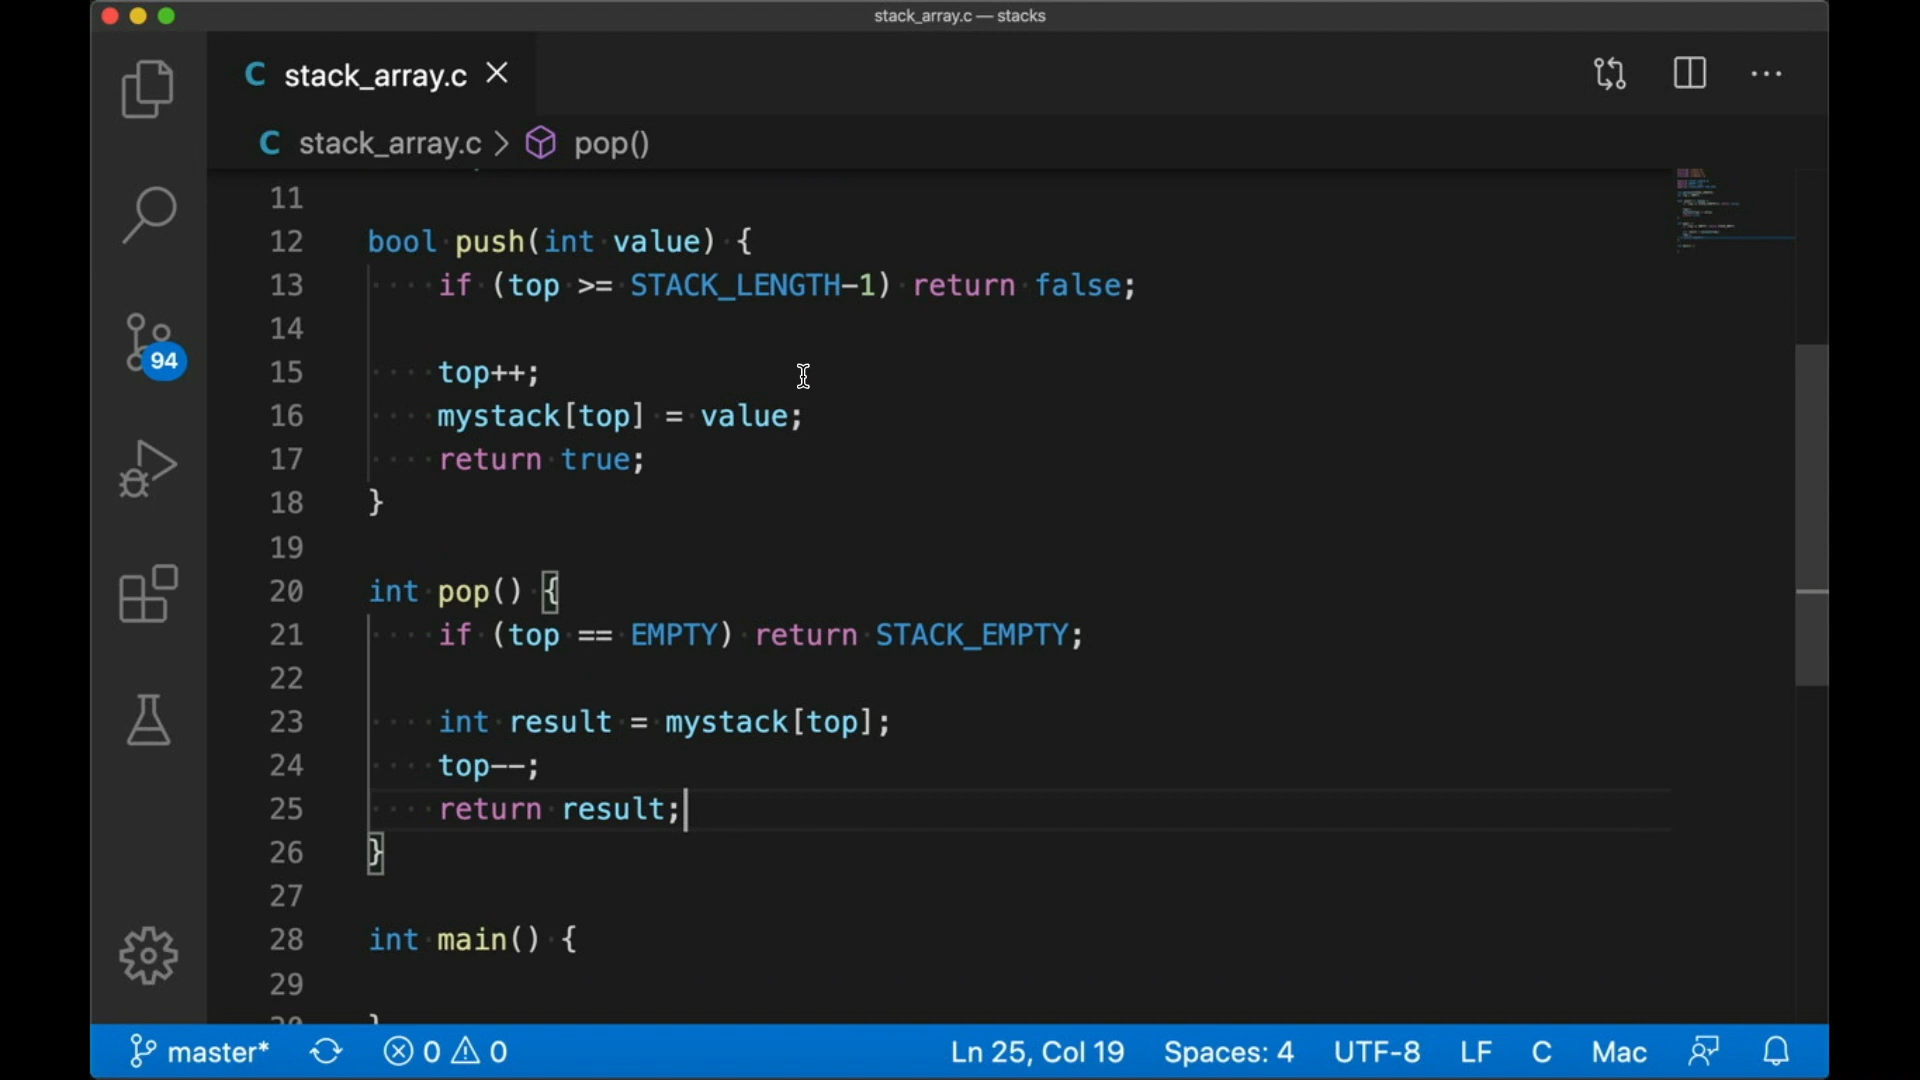 stack_array.c — stacks
C stack_array.c
C stack_array.c > pop()
11
12 bool push(int value) {
13 if (top >= STACK_LENGTH-1) return false;
14
15 top++;
16 mystack[top] = value;
17 return true;
18 }
19
20 int pop() {
21 if (top == EMPTY) return STACK_EMPTY;
22
23 int result = mystack[top];
24 top--;
25 return result;
26 }
27
28 int main() {
29
94
master* 0 0 Ln 25, Col 19 Spaces: 4 UTF-8 LF C Mac